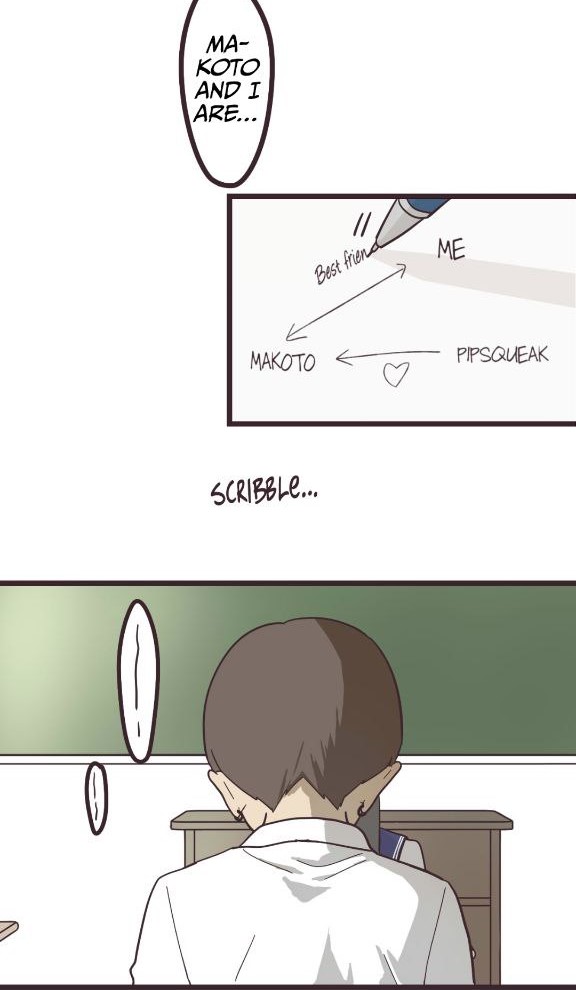 MA-
KOTO
AND I
ARE...
Best frien
ME
MAKOTO
PIPSQUEAK
SCRIBBLe...